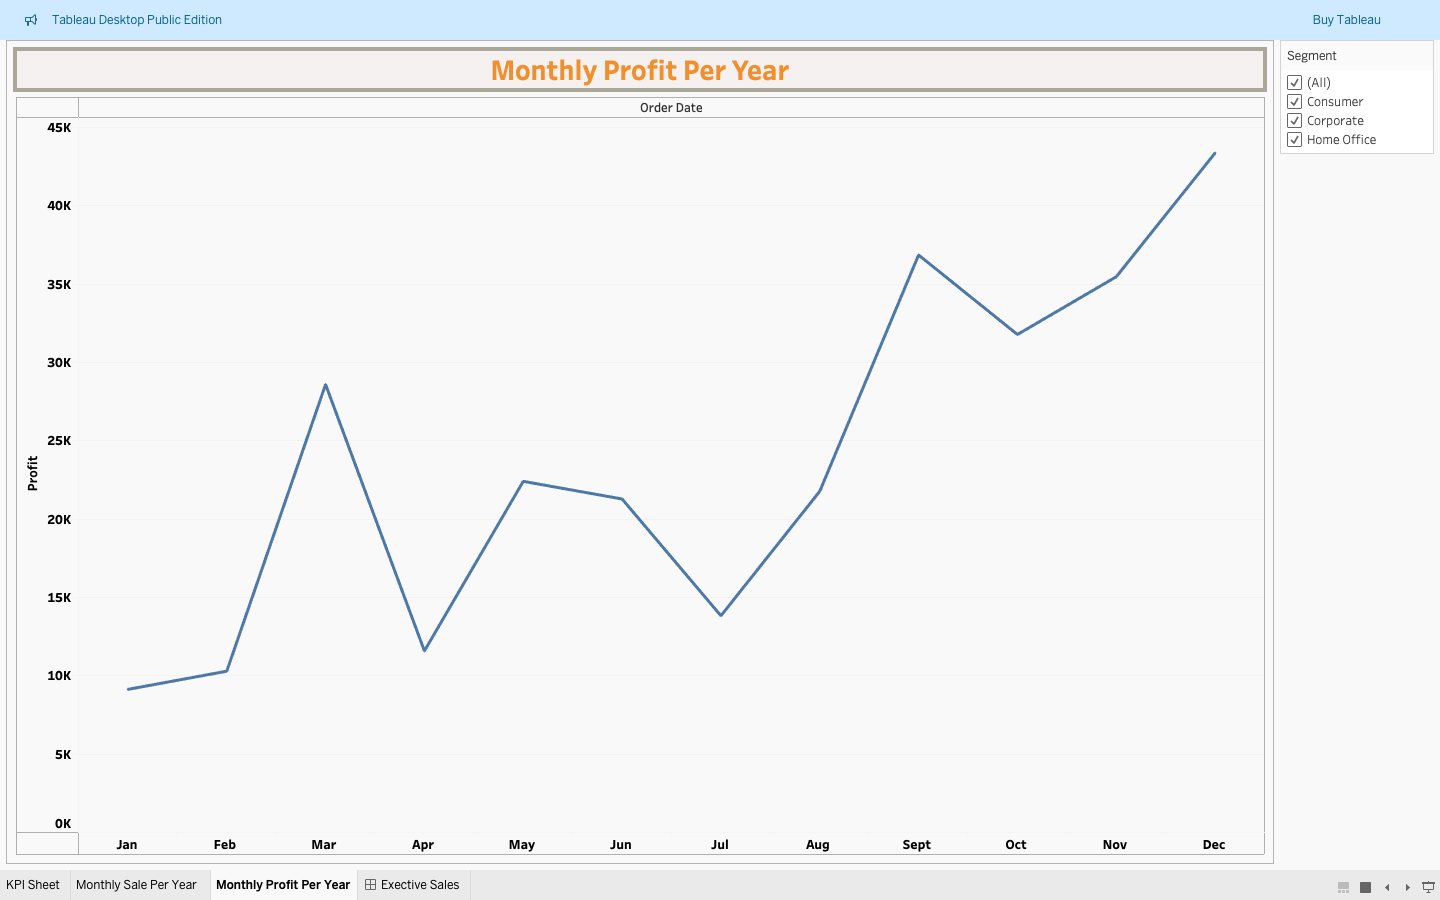 Tableau Desktop Public Edition
Buy Tableau
Monthly Profit Per Year
Segment
(All)
Consumer
Corporate
Home Office
Order Date
45K
40K
35K
30K
25K
20K
15K
10K
5K
0K
Profit
Jan Feb Mar Apr May Jun Jul Aug Sept Oct Nov Dec
KPI Sheet Monthly Sale Per Year Monthly Profit Per Year Exective Sales